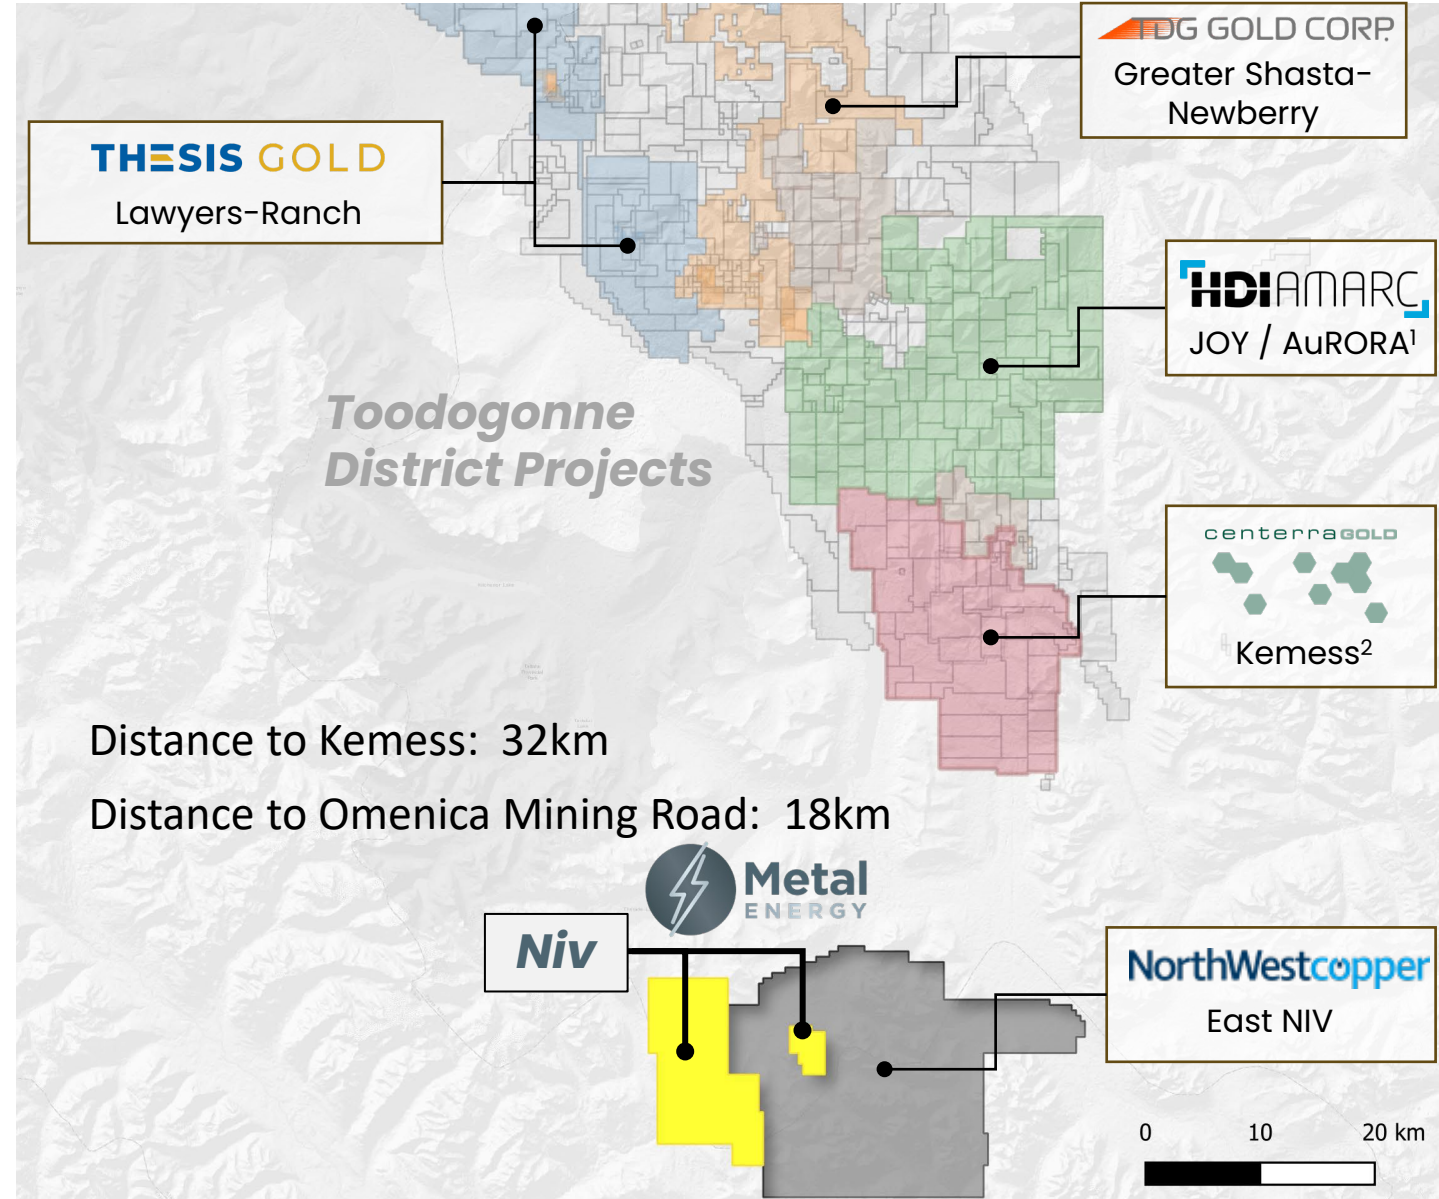 TDG GOLD CORP.
Greater Shasta-
Newberry
THESIS GOLD
Lawyers-Ranch
HDI AMARC
JOY / AuRORA¹
Toodogonne
District Projects
centerra GOLD
Kemess²
Distance to Kemess: 32km
Distance to Omenica Mining Road: 18km
Metal
ENERGY
Niv
NorthWestcopper
East NIV
0 10 20 km